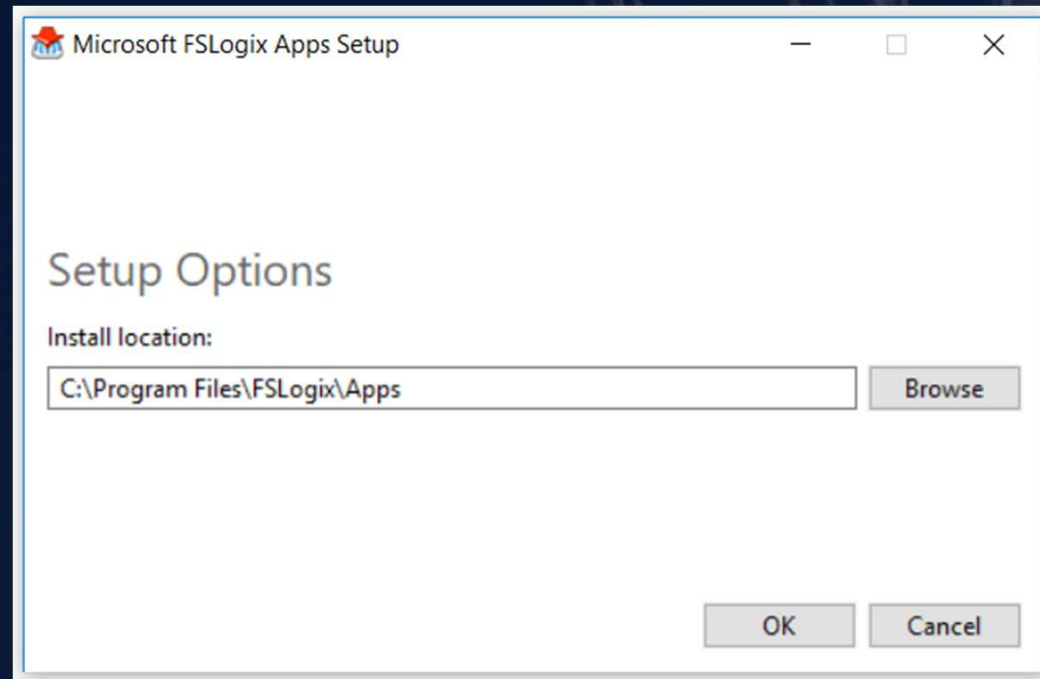 Microsoft FSLogix Apps Setup
Setup Options
Install location:
C:\Program Files\FSLogix\Apps
Browse
OK
Cancel